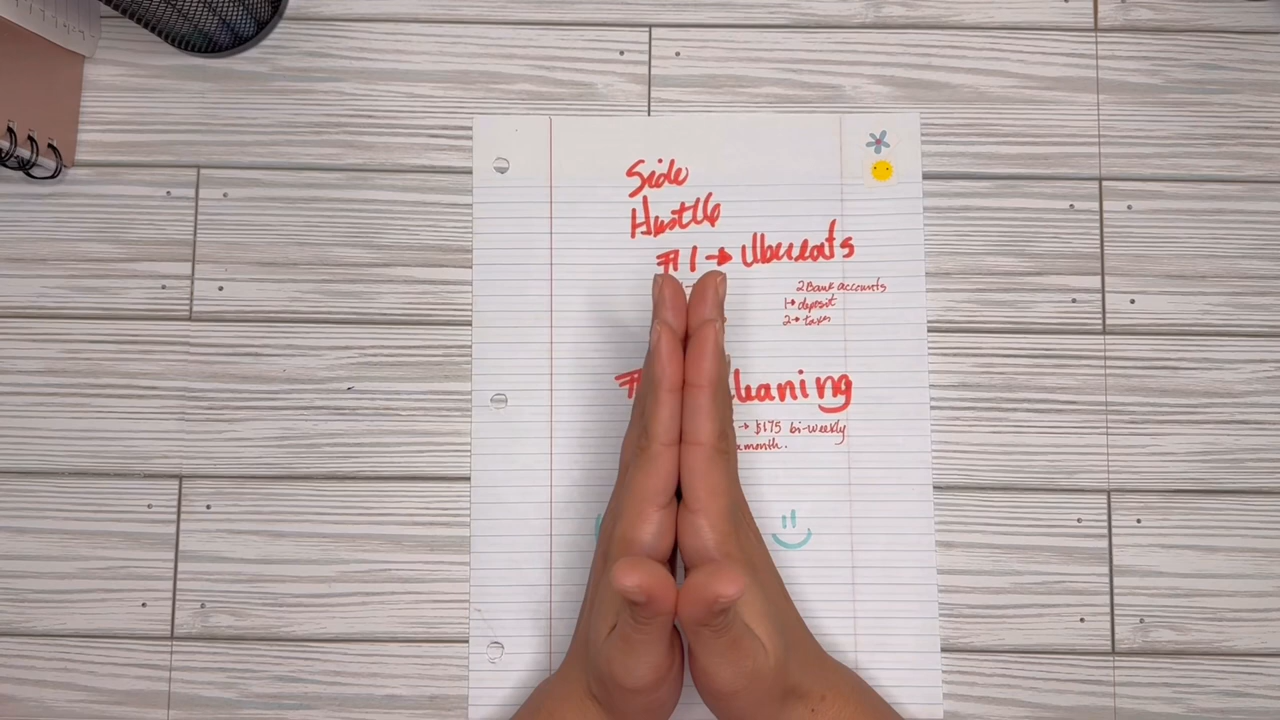 Side
Hustle
#1 → Ubereats
2 Bank accounts
1→ deposit
2→ taxes
# leaning
→ $175 bi-weekly
a month.